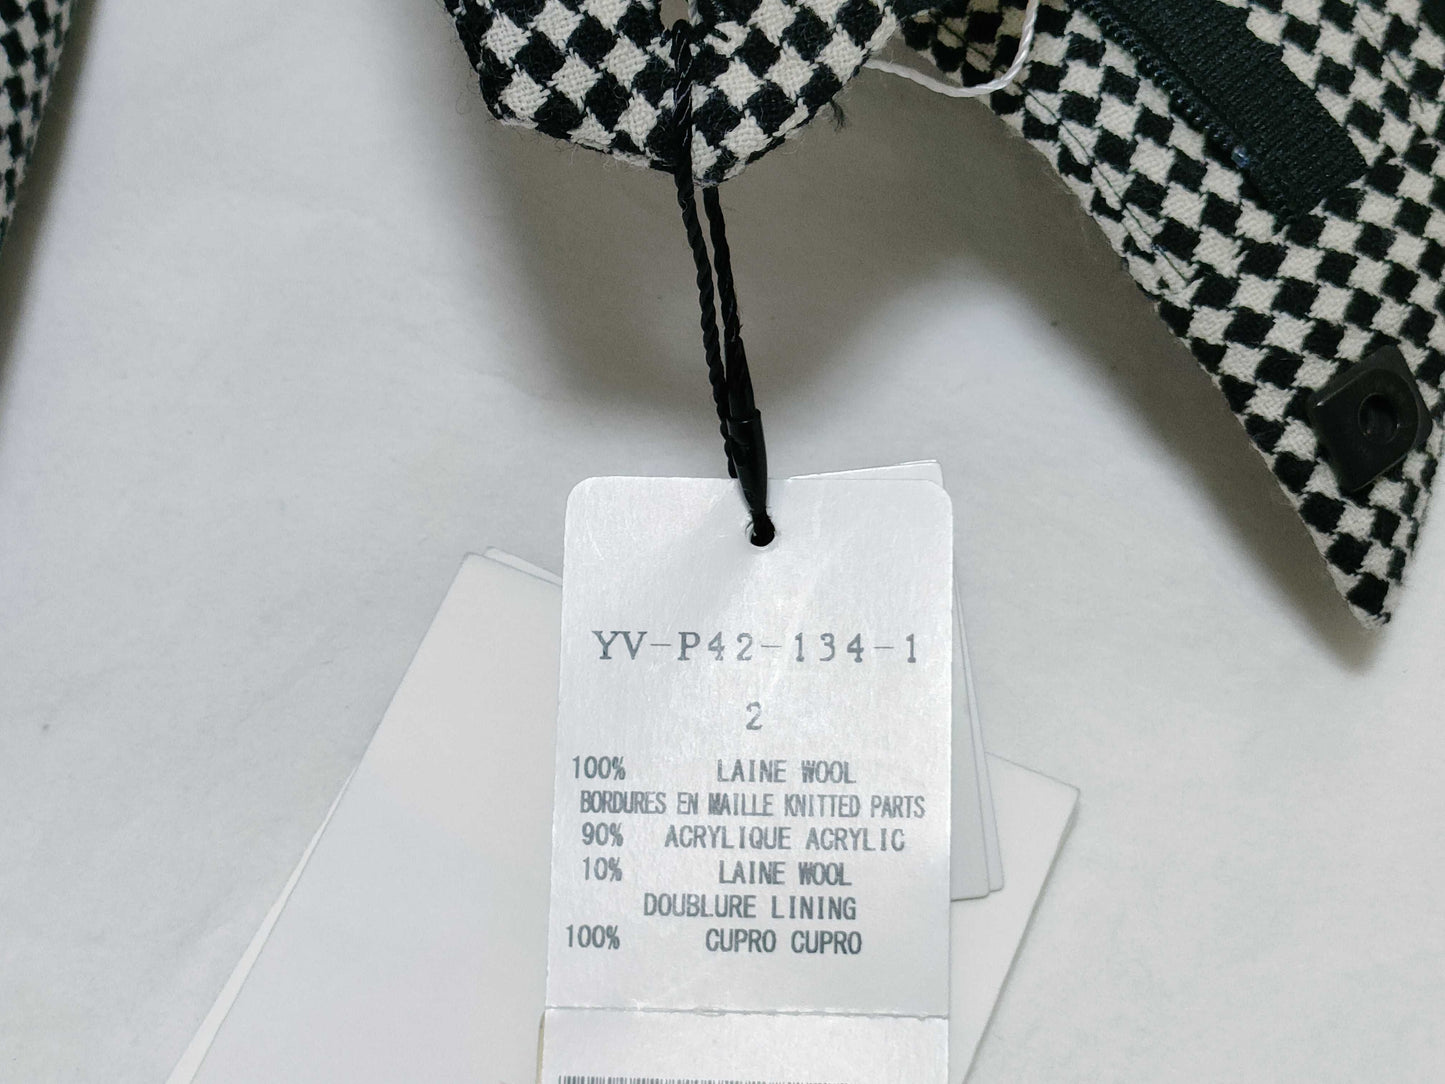 YV-P42-134-1
2
100% LAINE WOOL
BORDURES EN MAILLE KNITTED PARTS
90% ACRYLIQUE ACRYLIC
10% LAINE WOOL
DOUBLURE LINING
100% CUPRO CUPRO